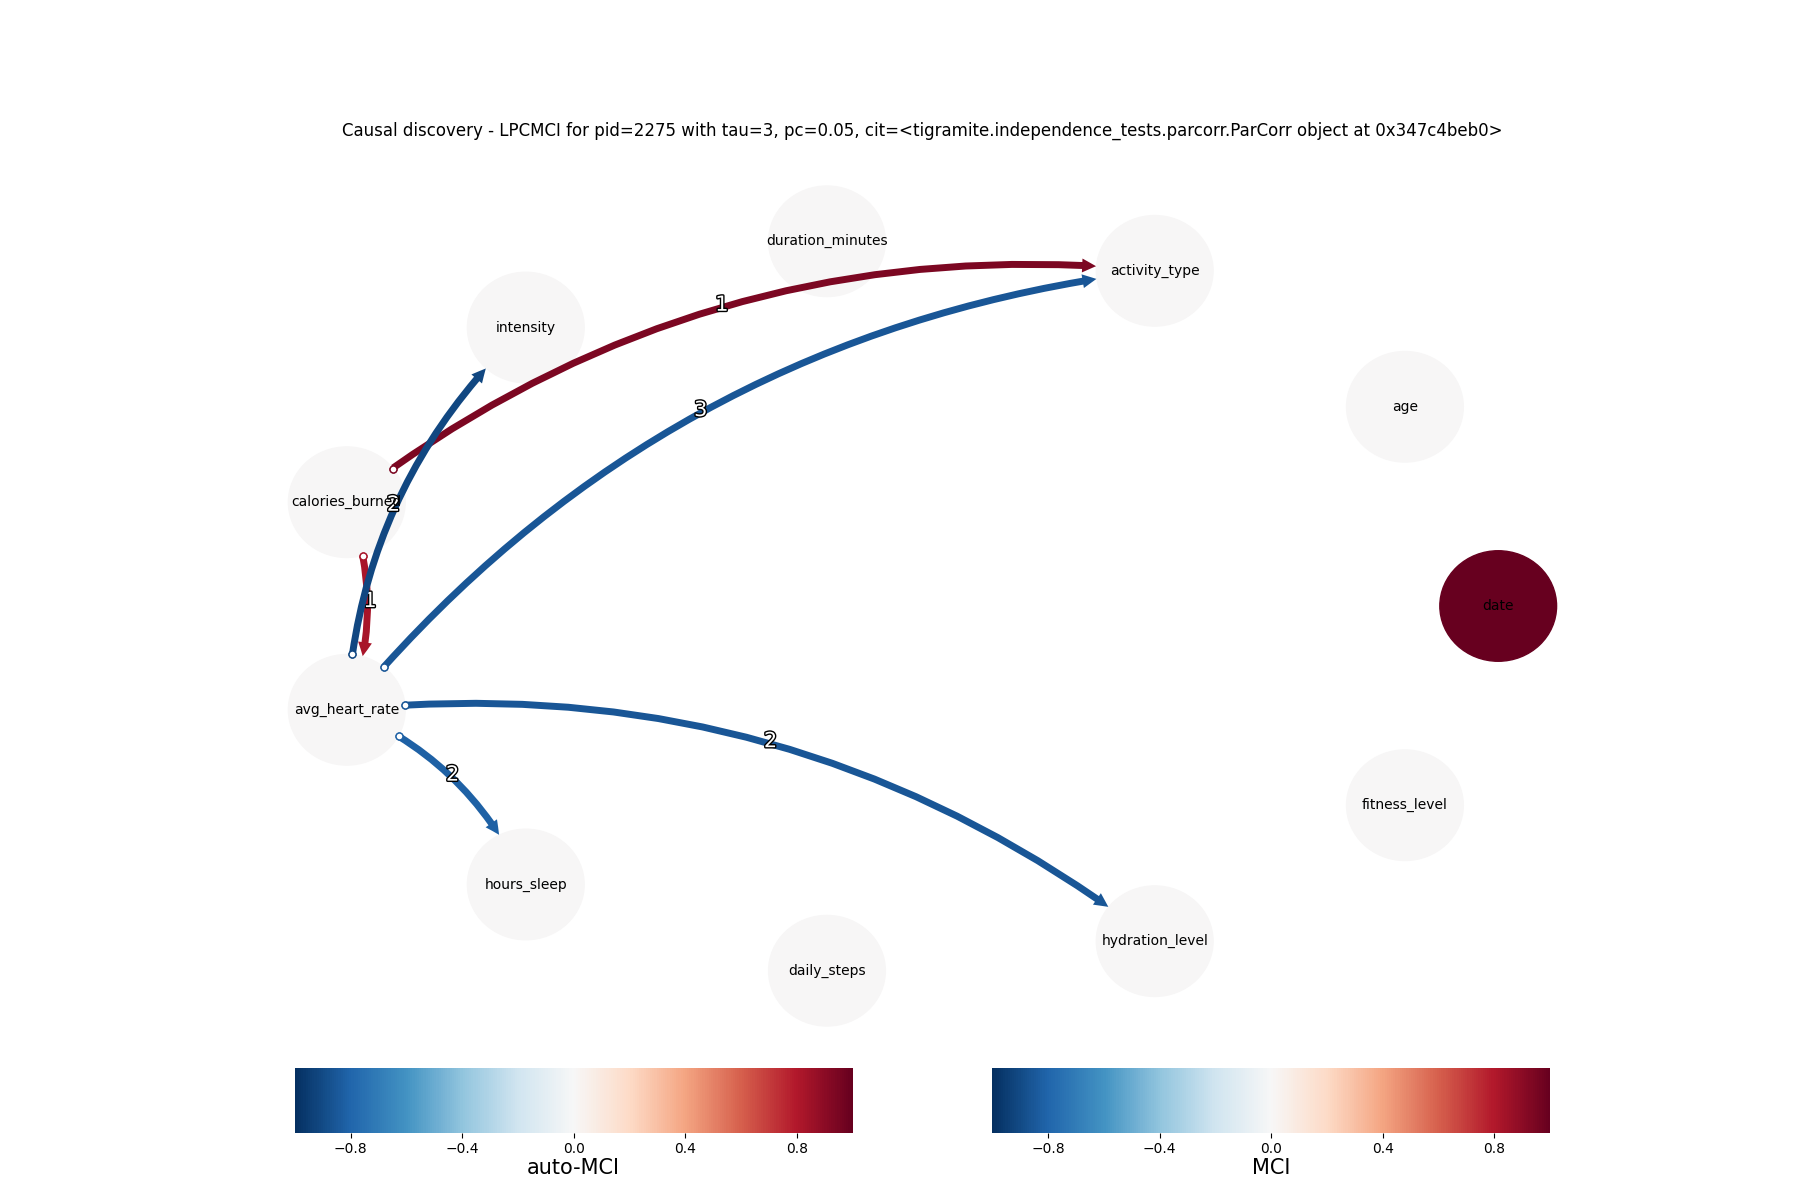 Causal discovery - LPCMCI for pid=2275 with tau=3, pc=0.05, cit=<tigramite.independence_tests.parcorr.ParCorr object at 0x347c4beb0>
duration_minutes
activity_type
1
intensity
age
3
calories_burned
2
date
1
avg_heart_rate
2
2
fitness_level
hours_sleep
hydration_level
daily_steps
−0.8 −0.4 0.0 0.4 0.8
auto-MCI
−0.8 −0.4 0.0 0.4 0.8
MCI